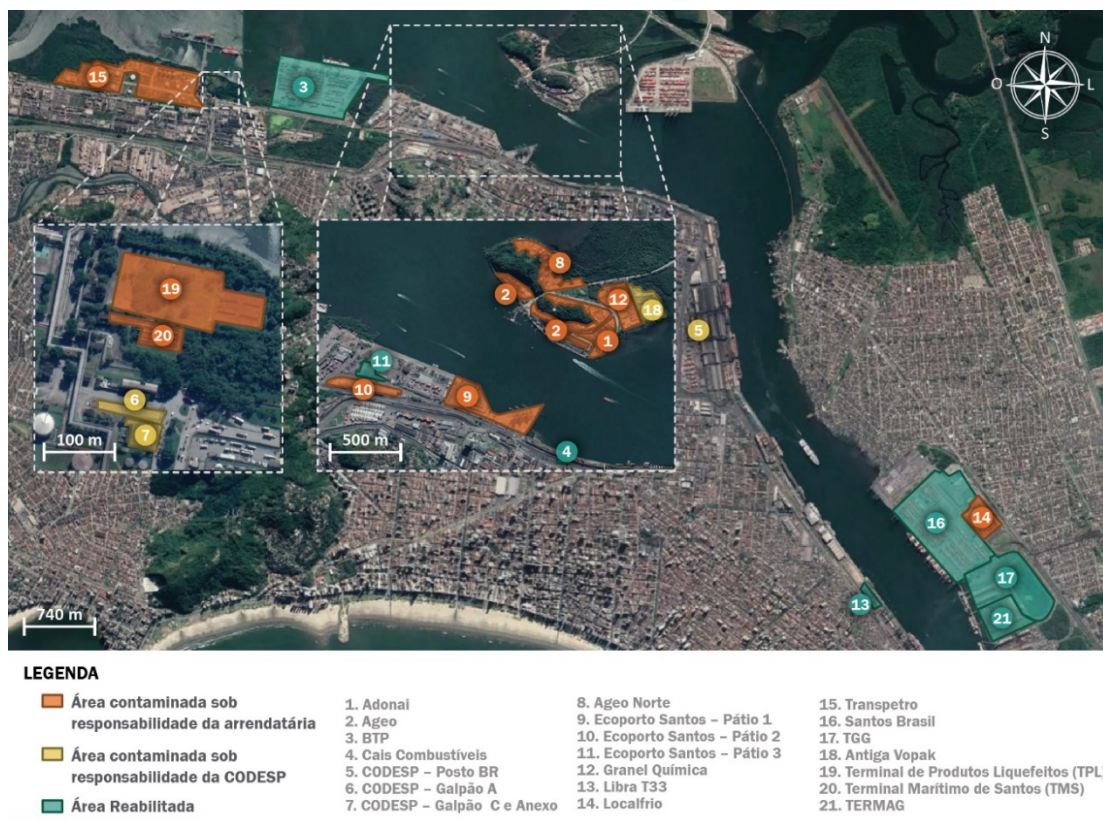 N
O
L
S
15
3
8
2
12
18
2
1
5
19
20
11
10
9
6
7
4
100 m
500 m
16
14
17
13
21
740 m
LEGENDA
Área contaminada sob
responsabilidade da arrendatária
Área contaminada sob
responsabilidade da CODESP
Área Reabilitada
1. Adonai
2. Ageo
3. BTP
4. Cais Combustíveis
5. CODESP – Posto BR
6. CODESP – Galpão A
7. CODESP – Galpão C e Anexo
8. Ageo Norte
9. Ecoporto Santos – Pátio 1
10. Ecoporto Santos – Pátio 2
11. Ecoporto Santos – Pátio 3
12. Granel Química
13. Libra T33
14. Localfrio
15. Transpetro
16. Santos Brasil
17. TGG
18. Antiga Vopak
19. Terminal de Produtos Liquefeitos (TPL)
20. Terminal Marítimo de Santos (TMS)
21. TERMAG